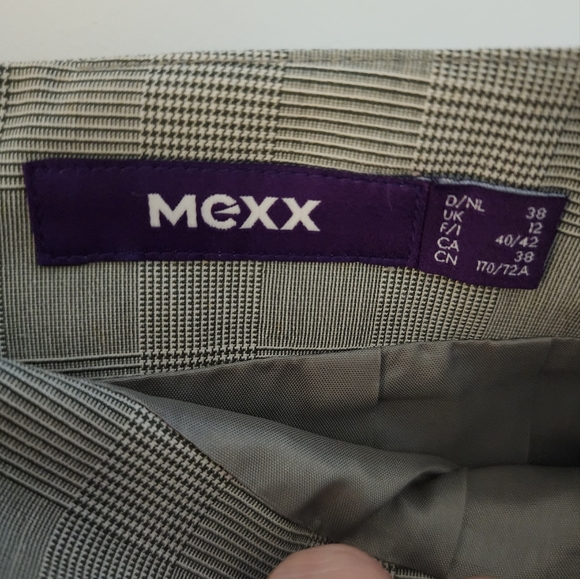 MEXX
D/NL 38
UK 12
F/I 40/42
CA 38
CN 170/72A